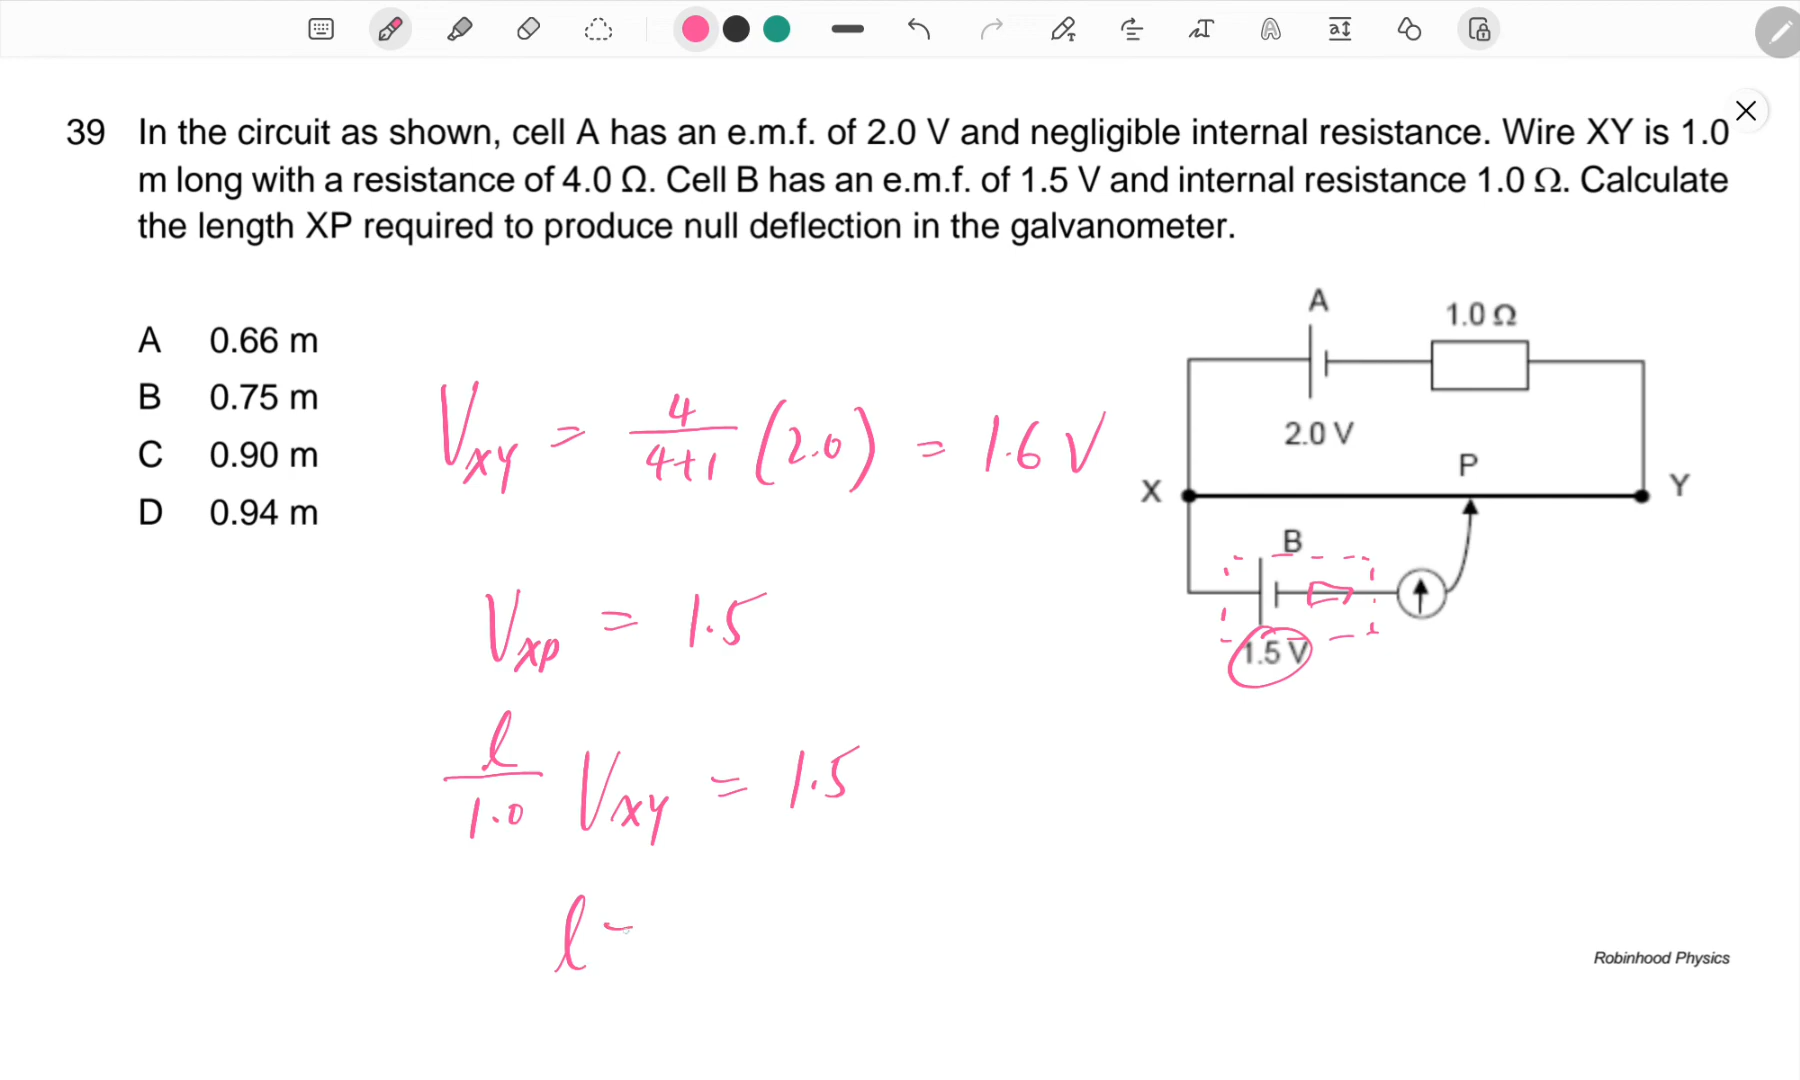 39 In the circuit as shown, cell A has an e.m.f. of 2.0 V and negligible internal resistance. Wire XY is 1.0
m long with a resistance of 4.0 Ω. Cell B has an e.m.f. of 1.5 V and internal resistance 1.0 Ω. Calculate
the length XP required to produce null deflection in the galvanometer.
A 0.66 m
B 0.75 m
C 0.90 m
D 0.94 m
V_XY = 4/(4+1) (2.0) = 1.6 V
V_XP = 1.5
l/1.0 V_XY = 1.5
l =
A
1.0 Ω
2.0 V
P
X
Y
B
1.5 V
Robinhood Physics